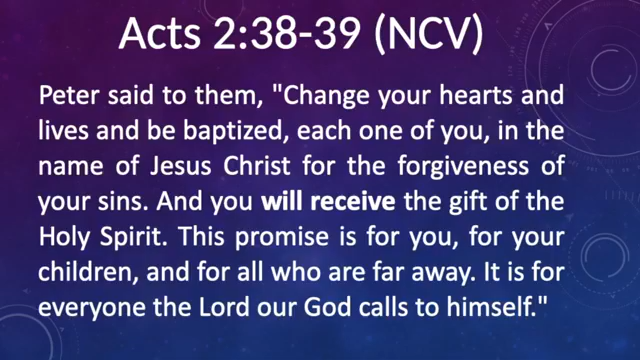 Acts 2:38-39 (NCV)
Peter said to them, "Change your hearts and
lives and be baptized, each one of you, in the
name of Jesus Christ for the forgiveness of
your sins. And you will receive the gift of the
Holy Spirit. This promise is for you, for your
children, and for all who are far away. It is for
everyone the Lord our God calls to himself."